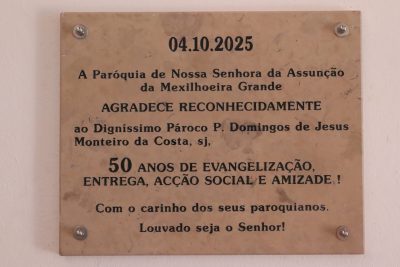 04.10.2025
A Paróquia de Nossa Senhora da Assunção
da Mexilhoeira Grande
AGRADECE RECONHECIDAMENTE
ao Digníssimo Pároco P. Domingos de Jesus
Monteiro da Costa, sj,
50 ANOS DE EVANGELIZAÇÃO,
ENTREGA, ACÇÃO SOCIAL E AMIZADE !
Com o carinho dos seus paroquianos.
Louvado seja o Senhor!